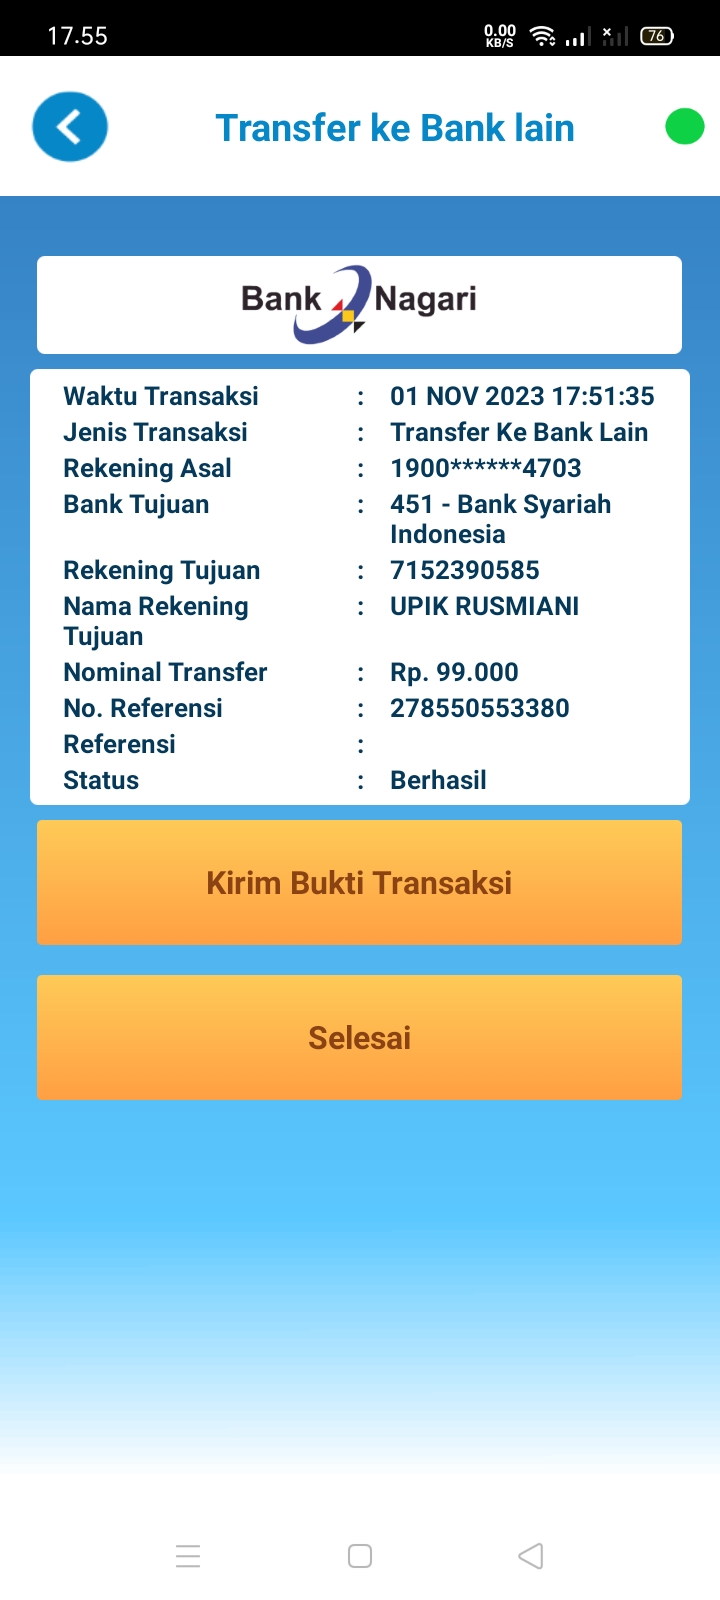 17.55
0.00
KB/S
76
Transfer ke Bank lain
Bank Nagari
Waktu Transaksi : 01 NOV 2023 17:51:35
Jenis Transaksi : Transfer Ke Bank Lain
Rekening Asal : 1900******4703
Bank Tujuan : 451 - Bank Syariah
Indonesia
Rekening Tujuan : 7152390585
Nama Rekening : UPIK RUSMIANI
Tujuan
Nominal Transfer : Rp. 99.000
No. Referensi : 278550553380
Referensi :
Status : Berhasil
Kirim Bukti Transaksi
Selesai